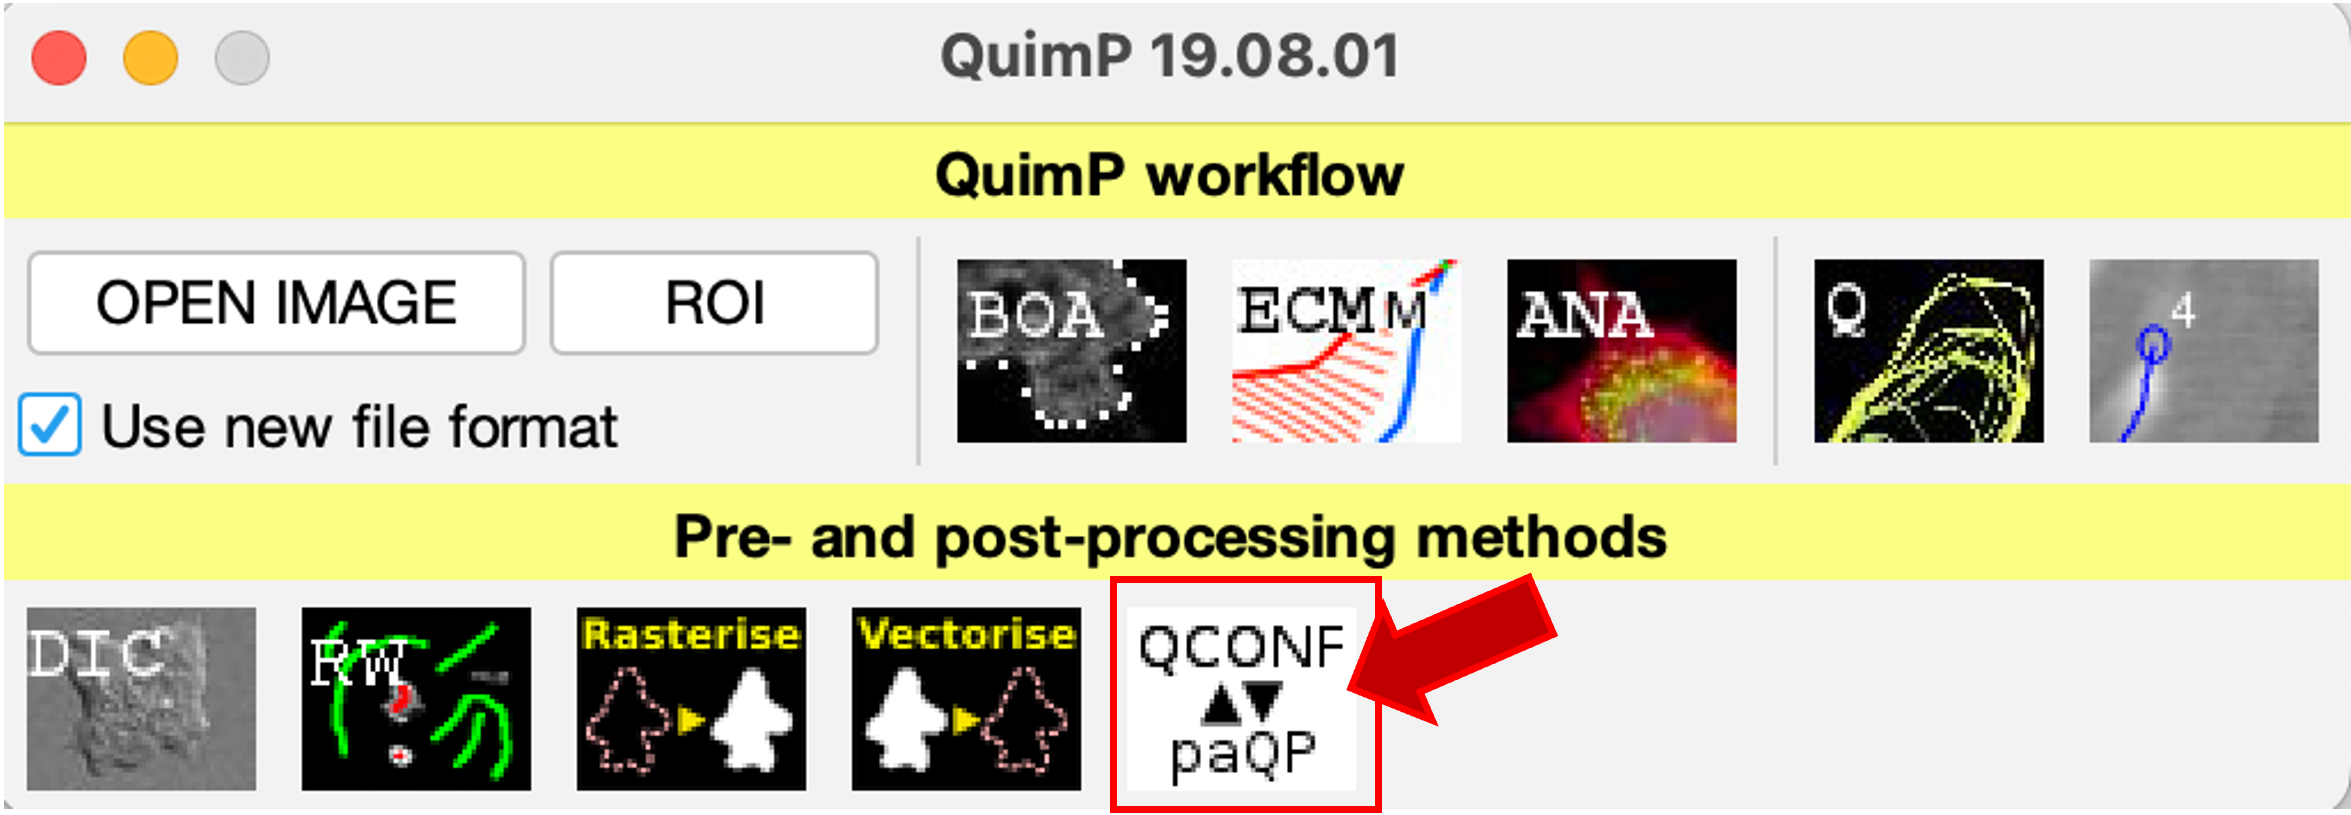 QuimP 19.08.01
QuimP workflow
OPEN IMAGE
ROI
BOA
ECMM
ANA
Q
4
Use new file format
Pre- and post-processing methods
DIC
RW
Rasterise
Vectorise
QCONF
▲▼
paQP